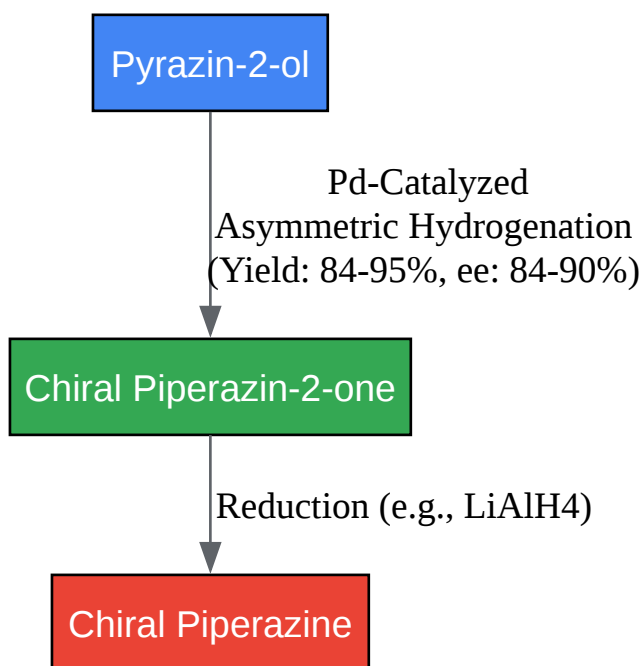 Pyrazin-2-ol
Pd-Catalyzed
Asymmetric Hydrogenation
(Yield: 84-95%, ee: 84-90%)
Chiral Piperazin-2-one
Reduction (e.g., LiAlH4)
Chiral Piperazine